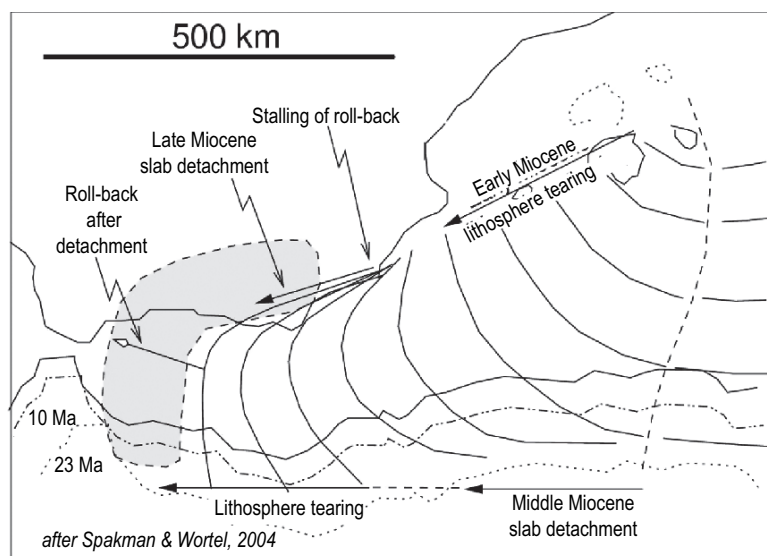 500 km
Stalling of roll-back
Late Miocene
slab detachment
Roll-back
after
detachment
Early Miocene
lithosphere tearing
10 Ma
23 Ma
Lithosphere tearing
Middle Miocene
slab detachment
after Spakman & Wortel, 2004